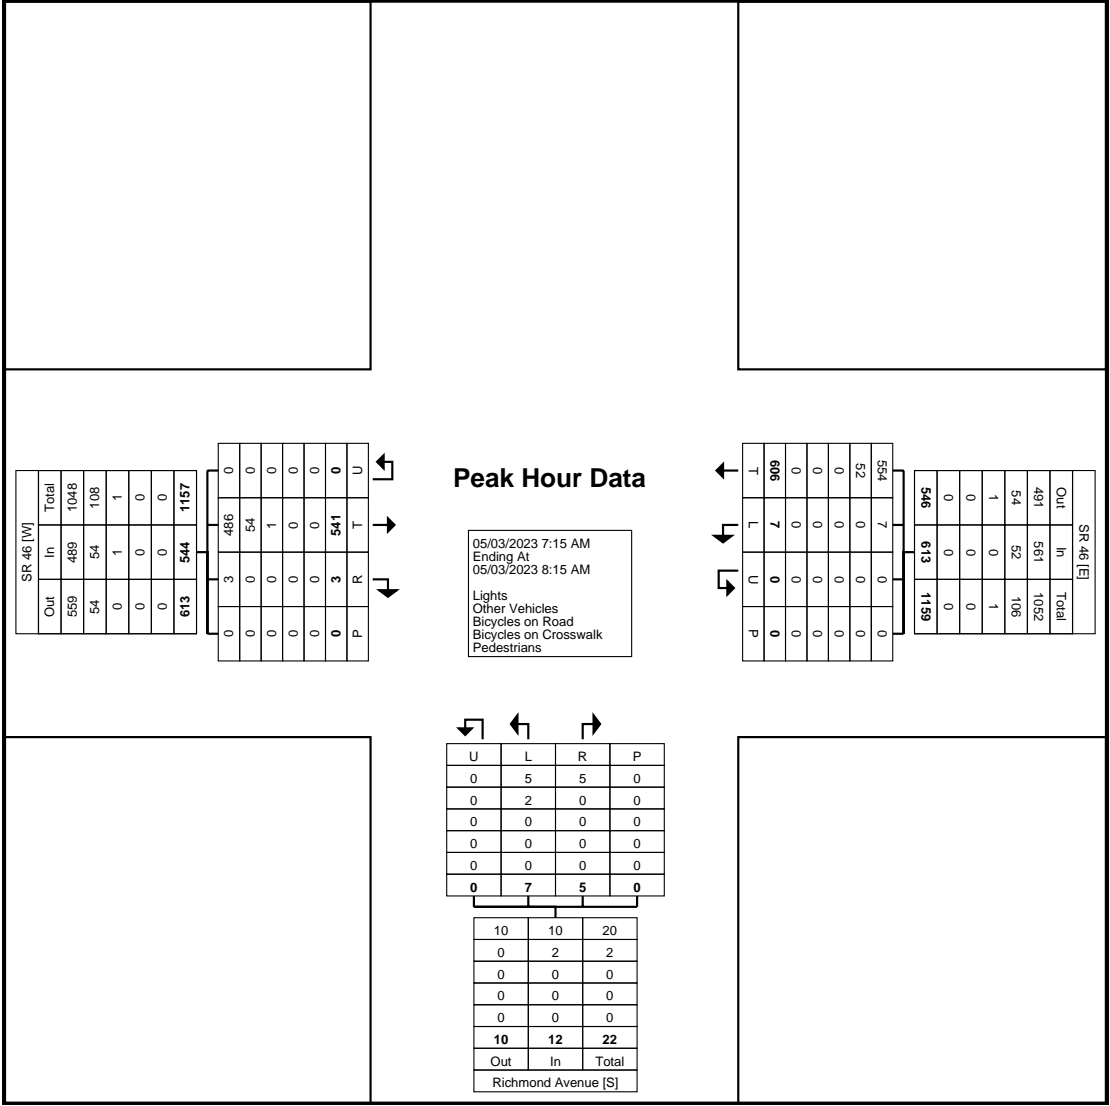 Peak Hour Data
05/03/2023 7:15 AM
Ending At
05/03/2023 8:15 AM
Lights
Other Vehicles
Bicycles on Road
Bicycles on Crosswalk
Pedestrians
SR 46 [W]
Total In Out
1048 489 559
108 54 54
1 1 0
0 0 0
0 0 0
1157 544 613
0 486 3 0
0 54 0 0
0 1 0 0
0 0 0 0
0 0 0 0
0 541 3 0
U T R P
T L U P
606 7 0 0
0 0 0 0
0 0 0 0
0 0 0 0
52 0 0 0
554 7 0 0
546 613 1159
0 0 0
0 0 0
1 0 1
54 52 106
491 561 1052
Out In Total
SR 46 [E]
U L R P
0 5 5 0
0 2 0 0
0 0 0 0
0 0 0 0
0 0 0 0
0 7 5 0
10 10 20
0 2 2
0 0 0
0 0 0
0 0 0
10 12 22
Out In Total
Richmond Avenue [S]